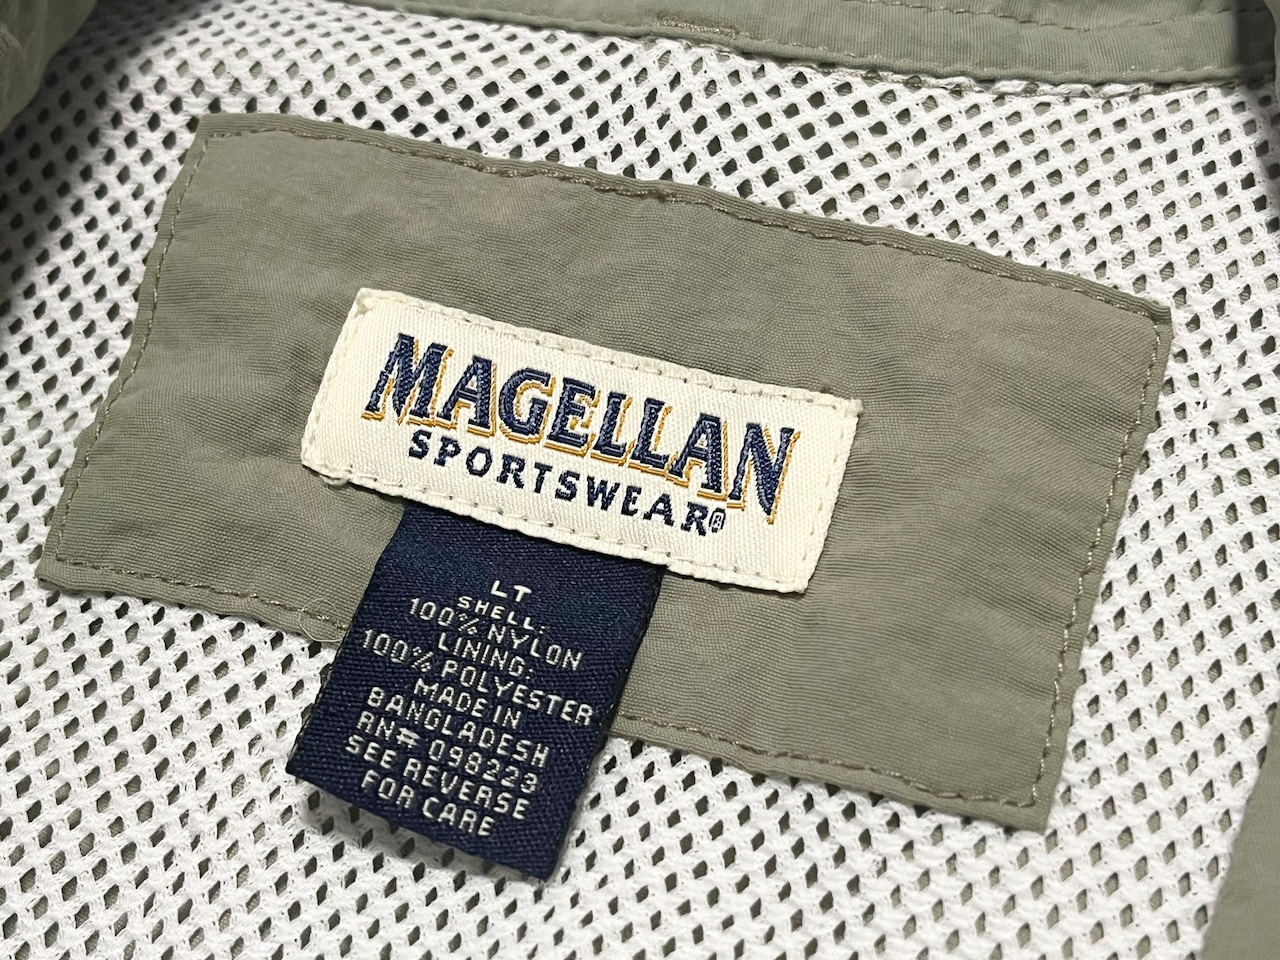 MAGELLAN
SPORTSWEAR®
LT
SHELL:
100% NYLON
LINING:
100% POLYESTER
MADE IN
BANGLADESH
RN# 098223
SEE REVERSE
FOR CARE